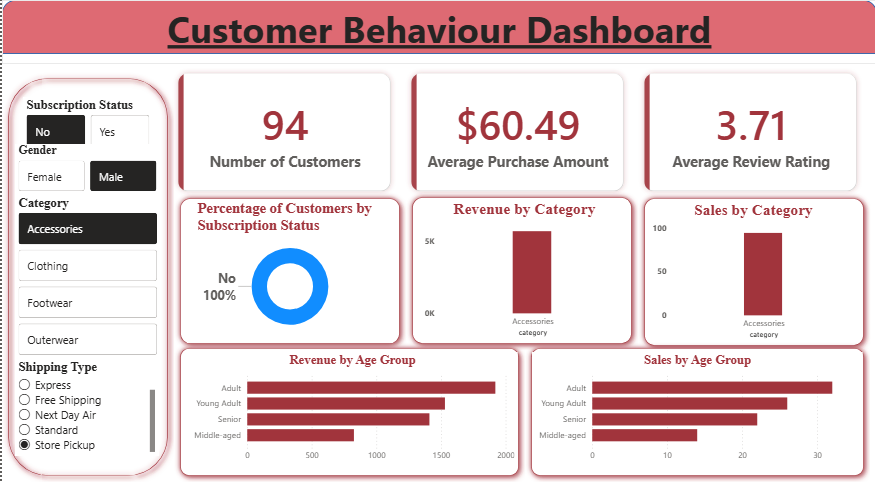 Customer Behaviour Dashboard
Subscription Status
No
Yes
Gender
Female
Male
Category
Accessories
Clothing
Footwear
Outerwear
Shipping Type
Express
Free Shipping
Next Day Air
Standard
Store Pickup
94
Number of Customers
$60.49
Average Purchase Amount
3.71
Average Review Rating
Percentage of Customers by
Subscription Status
No
100%
Revenue by Category
5K
0K
Accessories
category
Sales by Category
100
50
0
Accessories
category
Revenue by Age Group
Adult
Young Adult
Senior
Middle-aged
0 500 1000 1500 2000
Sales by Age Group
Adult
Young Adult
Senior
Middle-aged
0 10 20 30